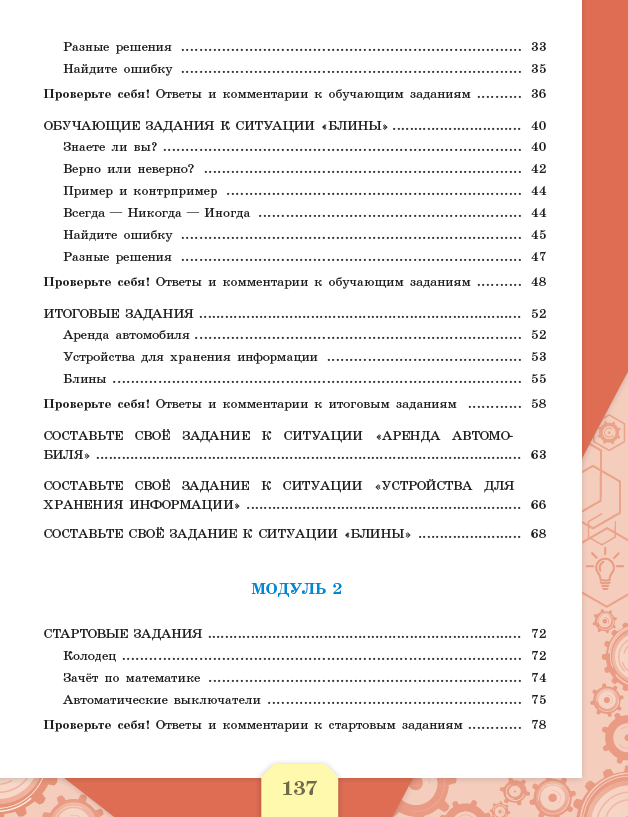 Разные решения ........ 33
Найдите ошибку ........ 35
Проверьте себя! Ответы и комментарии к обучающим заданиям ........ 36
ОБУЧАЮЩИЕ ЗАДАНИЯ К СИТУАЦИИ «БЛИНЫ» ........ 40
Знаете ли вы? ........ 40
Верно или неверно? ........ 42
Пример и контрпример ........ 44
Всегда — Никогда — Иногда ........ 44
Найдите ошибку ........ 45
Разные решения ........ 47
Проверьте себя! Ответы и комментарии к обучающим заданиям ........ 48
ИТОГОВЫЕ ЗАДАНИЯ ........ 52
Аренда автомобиля ........ 52
Устройства для хранения информации ........ 53
Блины ........ 55
Проверьте себя! Ответы и комментарии к итоговым заданиям ........ 58
СОСТАВЬТЕ СВОЁ ЗАДАНИЕ К СИТУАЦИИ «АРЕНДА АВТОМО-
БИЛЯ» ........ 63
СОСТАВЬТЕ СВОЁ ЗАДАНИЕ К СИТУАЦИИ «УСТРОЙСТВА ДЛЯ
ХРАНЕНИЯ ИНФОРМАЦИИ» ........ 66
СОСТАВЬТЕ СВОЁ ЗАДАНИЕ К СИТУАЦИИ «БЛИНЫ» ........ 68
МОДУЛЬ 2
СТАРТОВЫЕ ЗАДАНИЯ ........ 72
Колодец ........ 72
Зачёт по математике ........ 74
Автоматические выключатели ........ 75
Проверьте себя! Ответы и комментарии к стартовым заданиям ........ 78
137